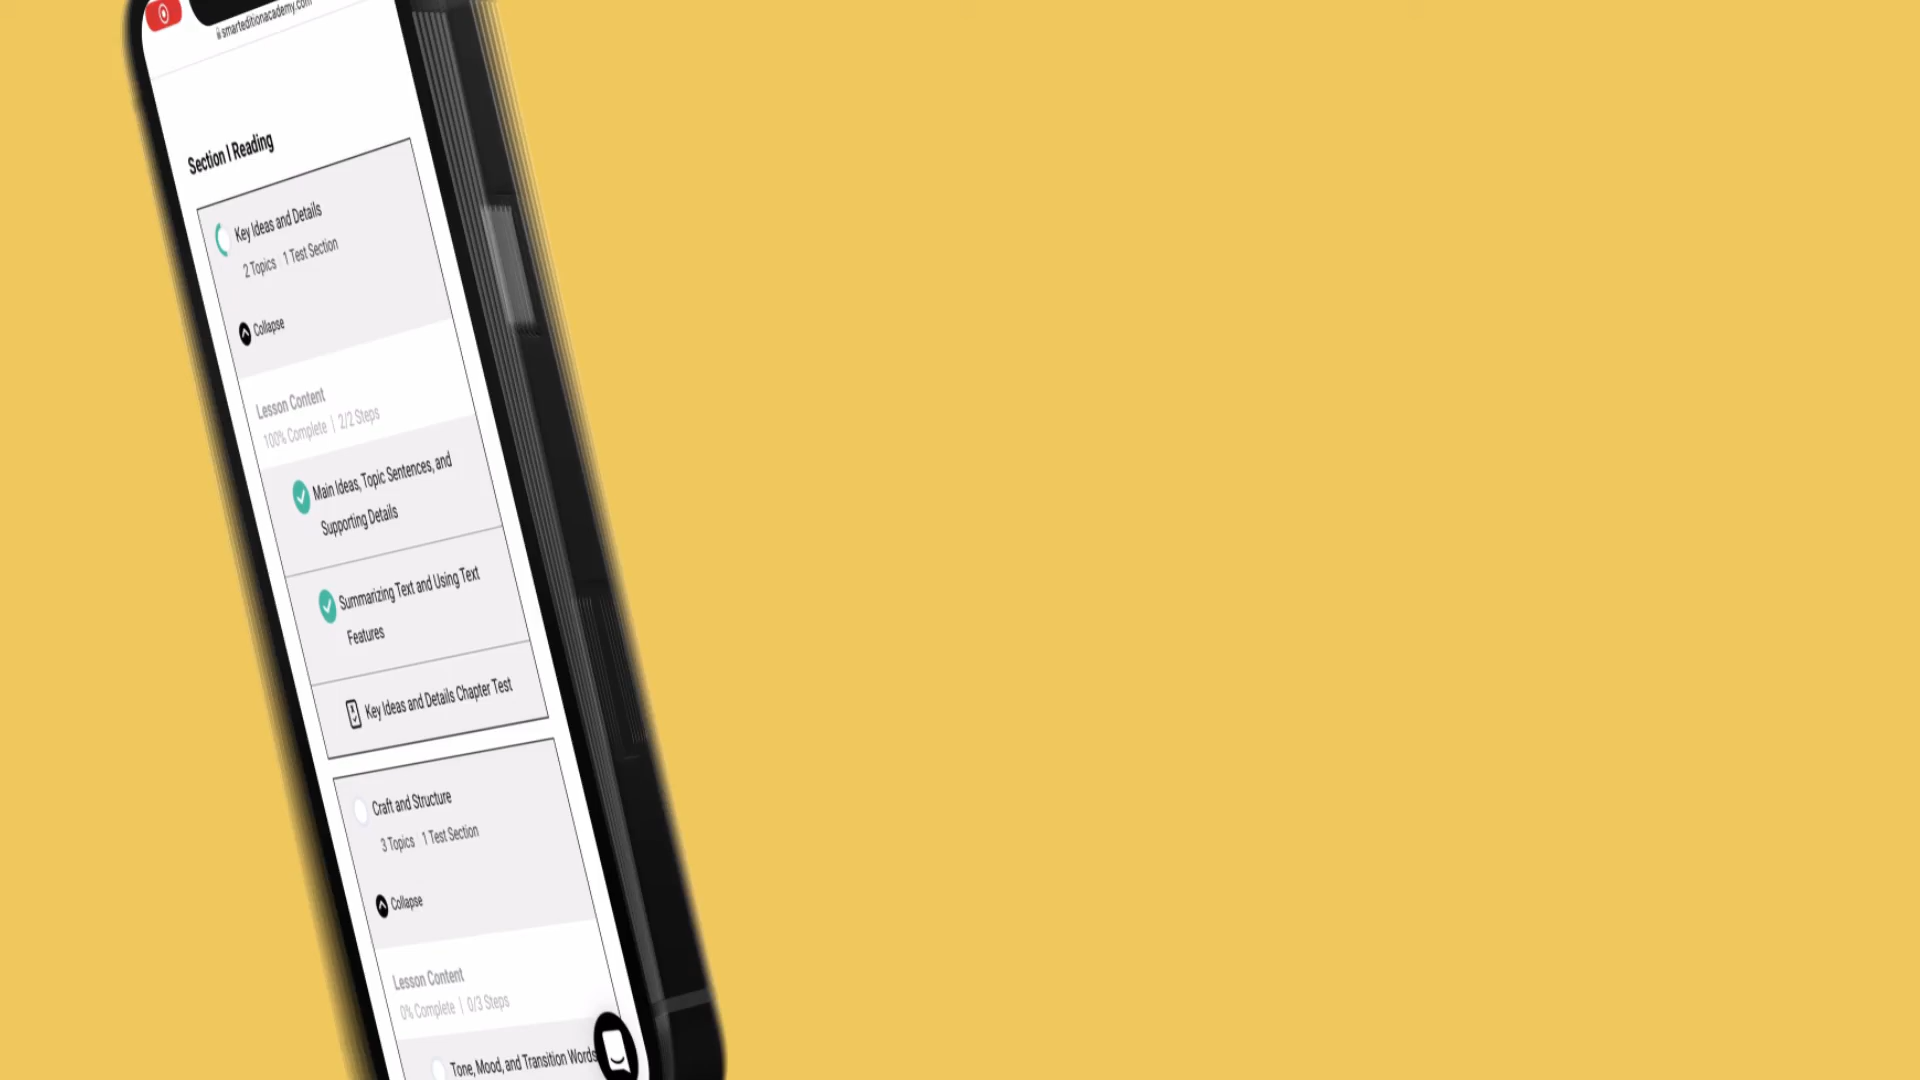 smarteditionacademy.com
Section I Reading
Key Ideas and Details
2 Topics 1 Test Section
Collapse
Lesson Content
100% Complete | 2/2 Steps
Main Ideas, Topic Sentences, and
Supporting Details
Summarizing Text and Using Text
Features
Key Ideas and Details Chapter Test
Craft and Structure
3 Topics 1 Test Section
Collapse
Lesson Content
0% Complete | 0/3 Steps
Tone, Mood, and Transition Words